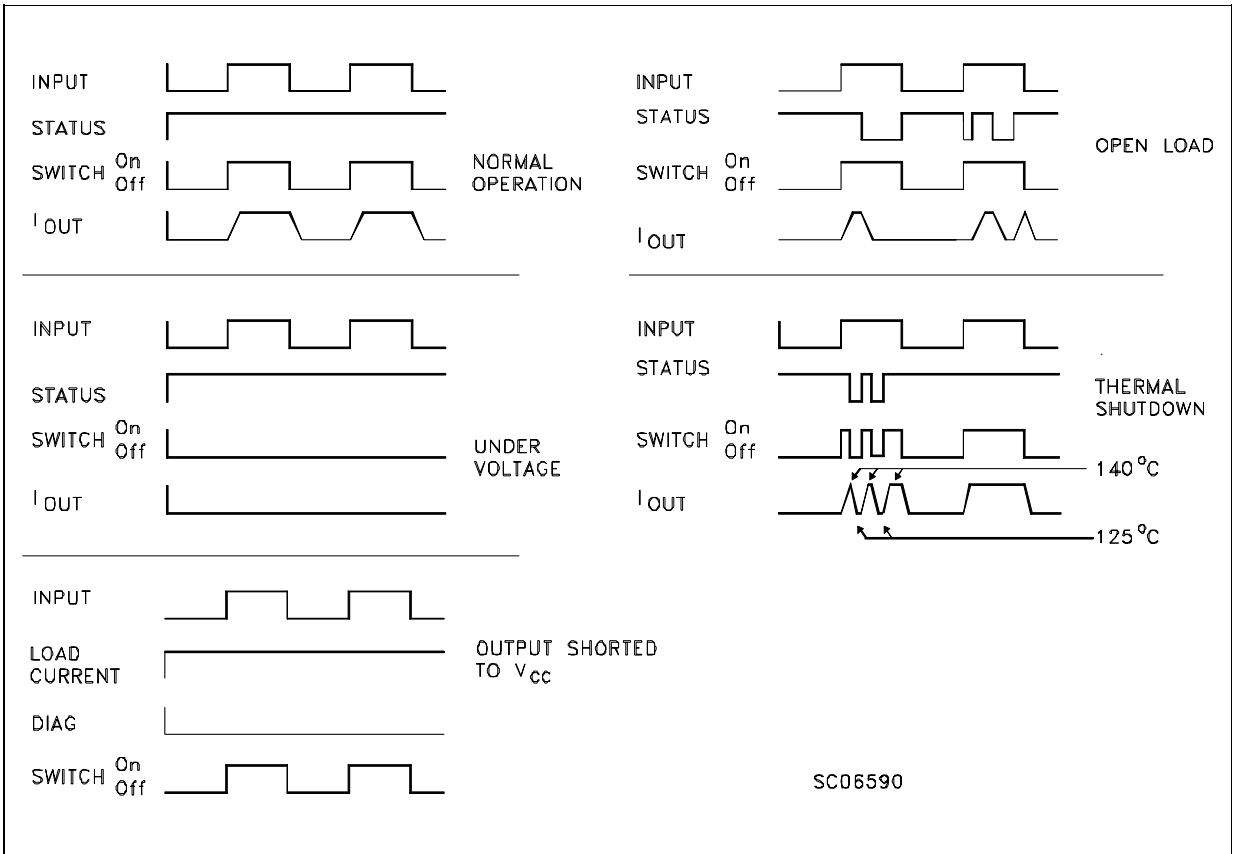 INPUT
STATUS
SWITCH On
Off
I OUT
NORMAL
OPERATION
INPUT
STATUS
SWITCH On
Off
I OUT
OPEN LOAD
INPUT
STATUS
SWITCH On
Off
I OUT
UNDER
VOLTAGE
INPUT
STATUS
SWITCH On
Off
I OUT
THERMAL
SHUTDOWN
140 °C
125 °C
INPUT
LOAD
CURRENT
DIAG
SWITCH On
Off
OUTPUT SHORTED
TO VCC
SC06590